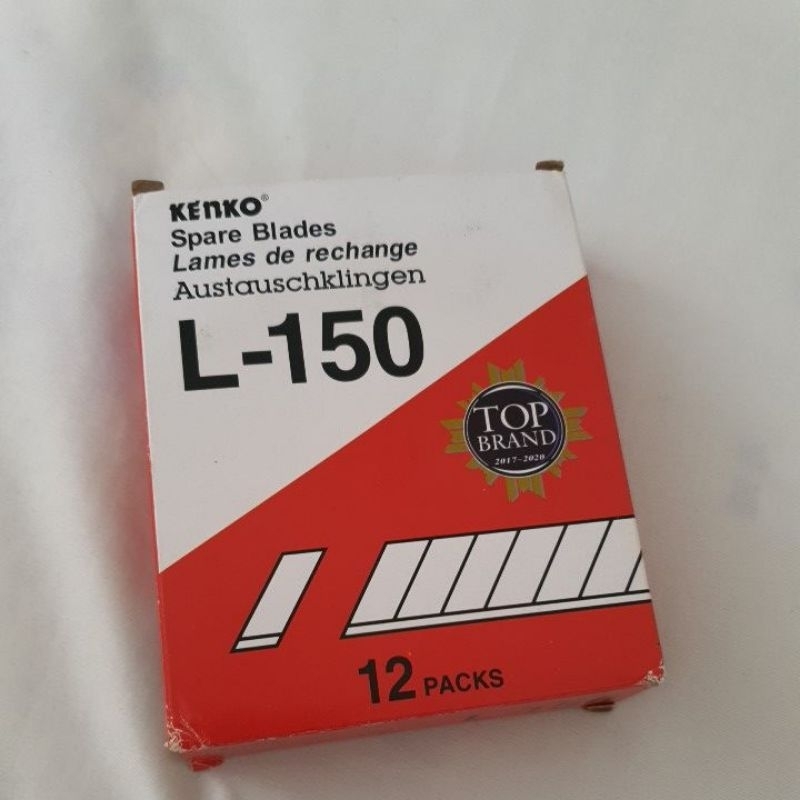 KENKO®
Spare Blades
Lames de rechange
Austauschklingen
L-150
TOP
BRAND
2017-2020
12 PACKS